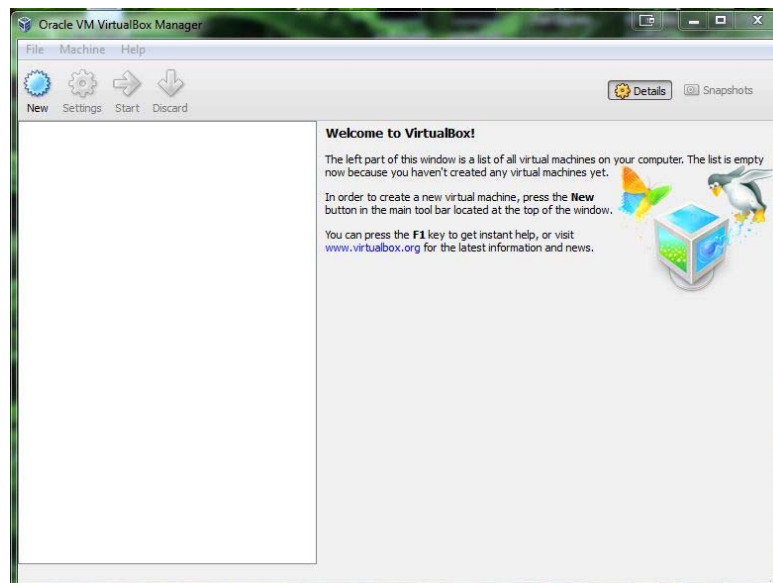 Oracle VM VirtualBox Manager
File Machine Help
New Settings Start Discard
Details Snapshots
Welcome to VirtualBox!
The left part of this window is a list of all virtual machines on your computer. The list is empty
now because you haven't created any virtual machines yet.
In order to create a new virtual machine, press the New
button in the main tool bar located at the top of the window.
You can press the F1 key to get instant help, or visit
www.virtualbox.org for the latest information and news.